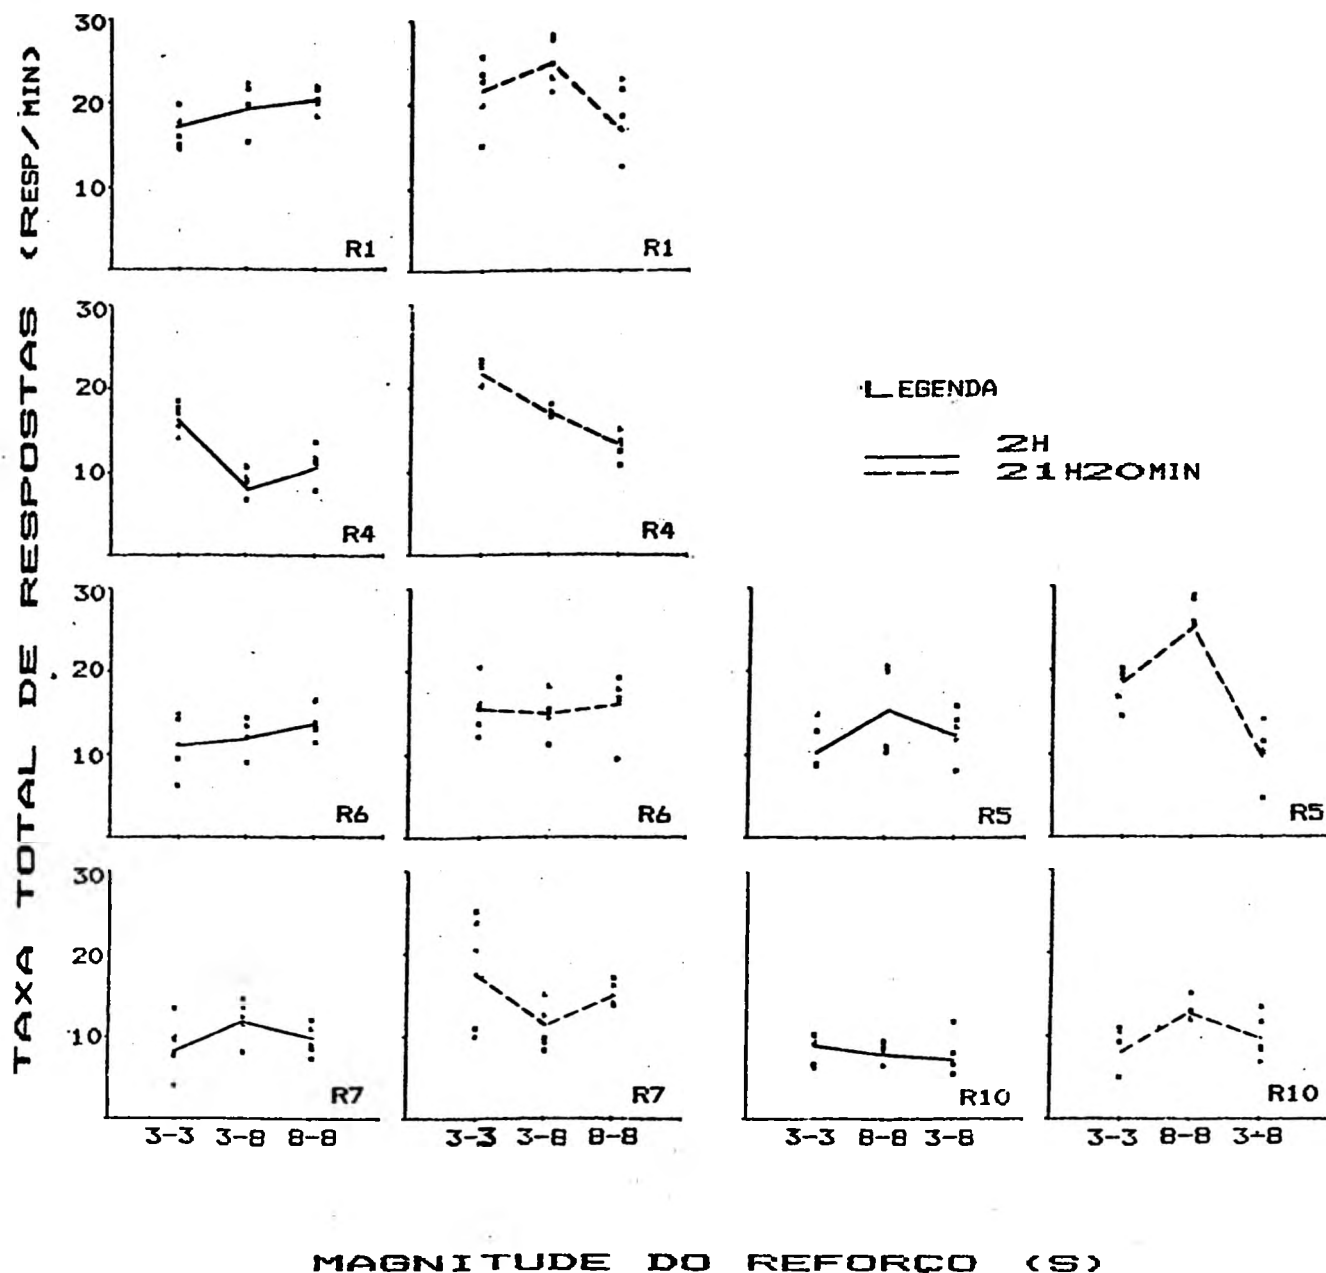 TAXA TOTAL DE RESPOSTAS (RESP/MIN)
30
20
10
R1
R1
30
20
10
R4
R4
LEGENDA
2H
21H20MIN
30
20
10
R6
R6
R5
R5
30
20
10
R7
R7
R10
R10
3-3 3-8 8-8
3-3 3-8 8-8
3-3 8-8 3-8
3-3 8-8 3-8
MAGNITUDE DO REFORÇO (S)